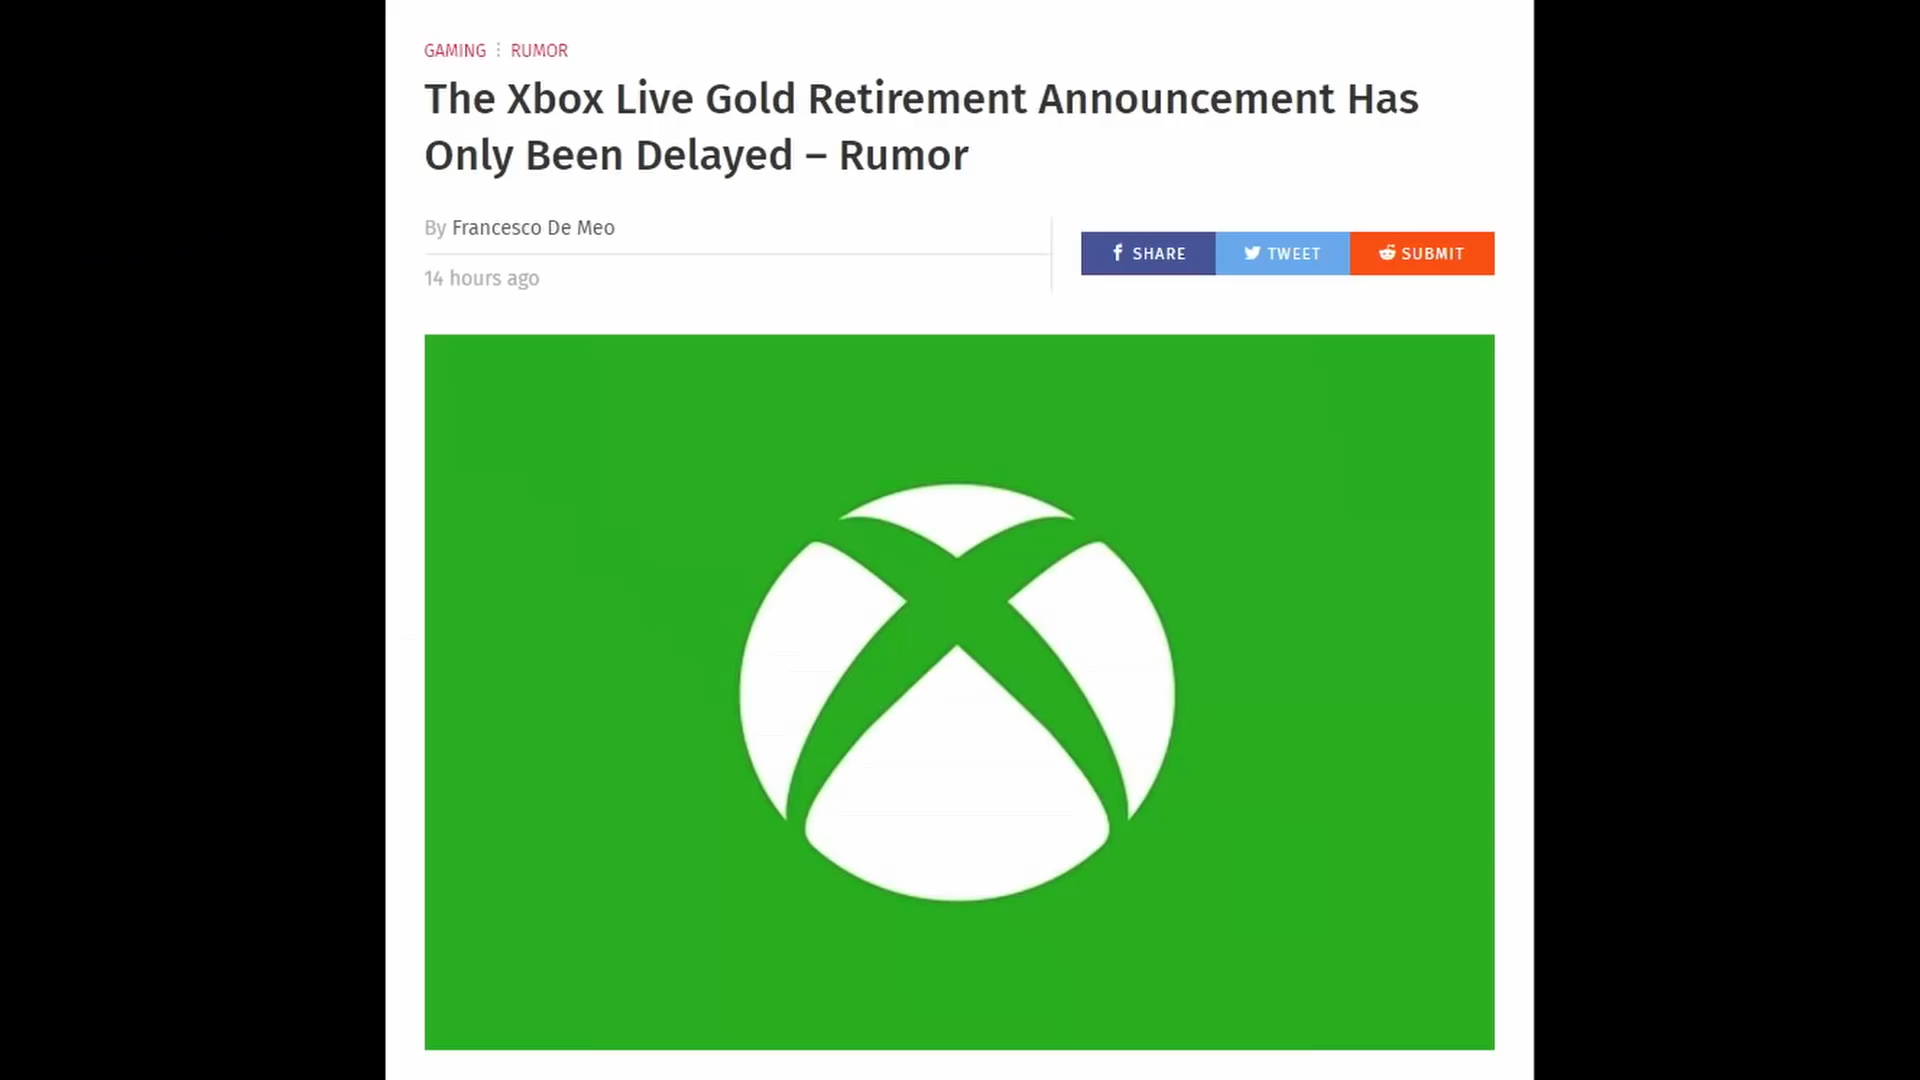 GAMING ⋮ RUMOR
The Xbox Live Gold Retirement Announcement Has
Only Been Delayed – Rumor
By Francesco De Meo
14 hours ago
SHARE
TWEET
SUBMIT